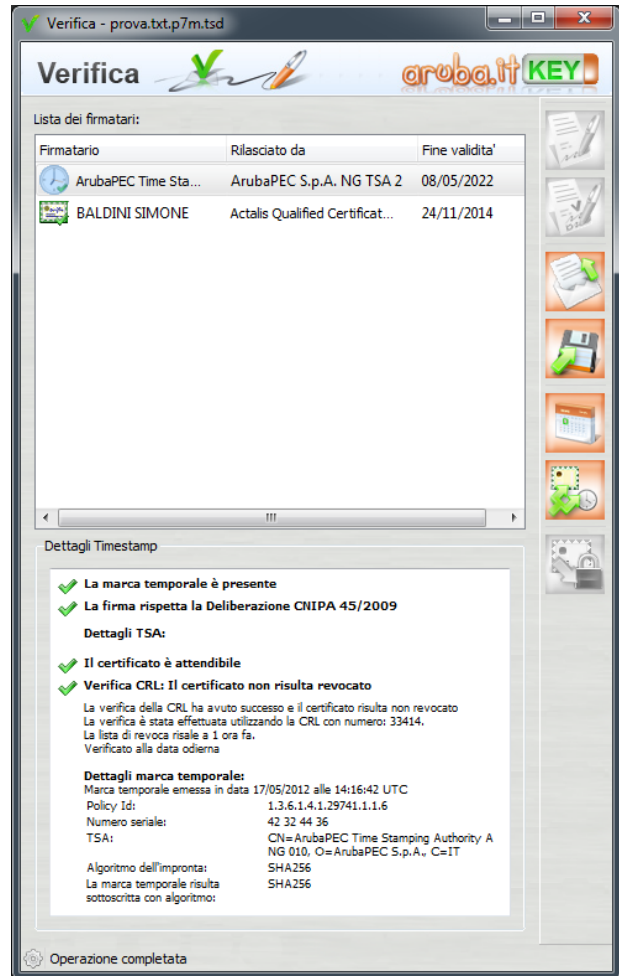 Verifica - prova.txt.p7m.tsd
Verifica
aruba.it KEY
Lista dei firmatari:
Firmatario Rilasciato da Fine validita'
ArubaPEC Time Sta... ArubaPEC S.p.A. NG TSA 2 08/05/2022
BALDINI SIMONE Actalis Qualified Certificat... 24/11/2014
Dettagli Timestamp
La marca temporale è presente
La firma rispetta la Deliberazione CNIPA 45/2009
Dettagli TSA:
Il certificato è attendibile
Verifica CRL: Il certificato non risulta revocato
La verifica della CRL ha avuto successo e il certificato risulta non revocato
La verifica è stata effettuata utilizzando la CRL con numero: 33414.
La lista di revoca risale a 1 ora fa.
Verificato alla data odierna
Dettagli marca temporale:
Marca temporale emessa in data 17/05/2012 alle 14:16:42 UTC
Policy Id: 1.3.6.1.4.1.29741.1.1.6
Numero seriale: 42 32 44 36
TSA: CN=ArubaPEC Time Stamping Authority A
NG 010, O=ArubaPEC S.p.A., C=IT
Algoritmo dell'impronta: SHA256
La marca temporale risulta SHA256
sottoscritta con algoritmo:
Operazione completata